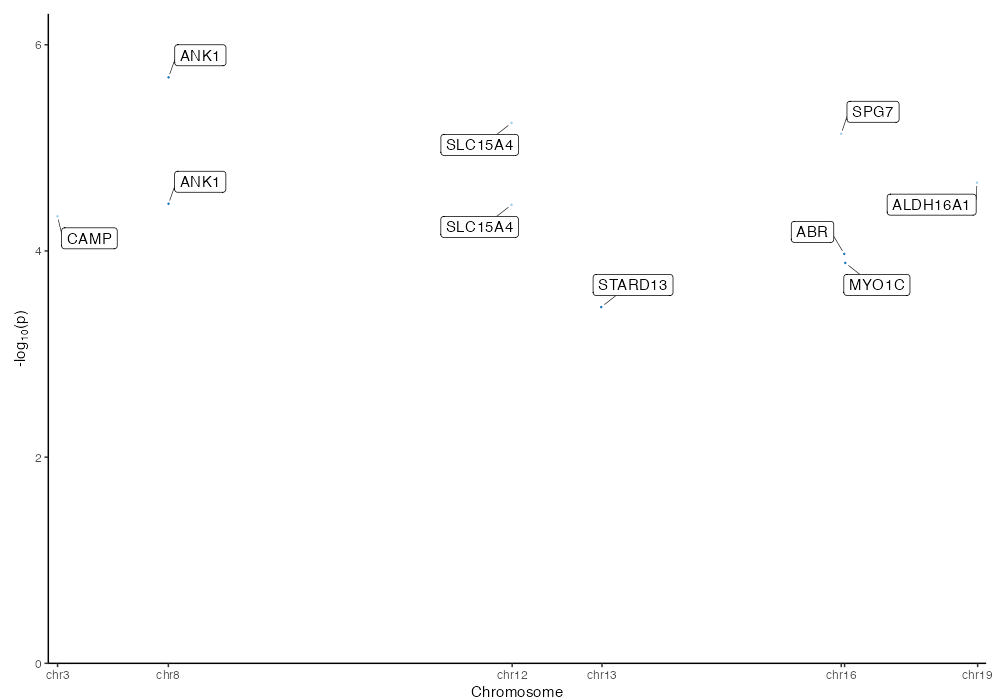 6
ANK1
SPG7
SLC15A4
ANK1
ALDH16A1
SLC15A4
ABR
CAMP
4
STARD13
MYO1C
-log10(p)
2
0
chr3 chr8 chr12 chr13 chr16 chr19
Chromosome